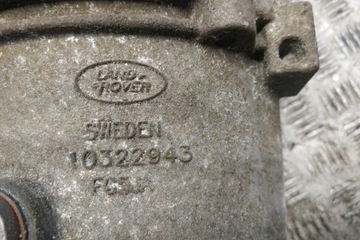 LAND
ROVER
SWEDEN
10322943